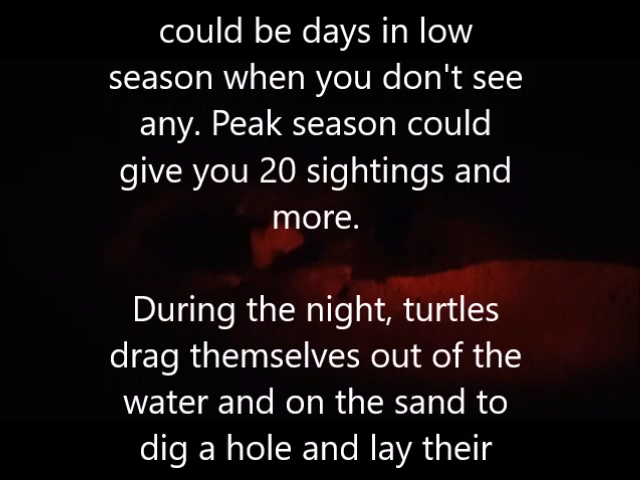 could be days in low
season when you don't see
any. Peak season could
give you 20 sightings and
more.
During the night, turtles
drag themselves out of the
water and on the sand to
dig a hole and lay their